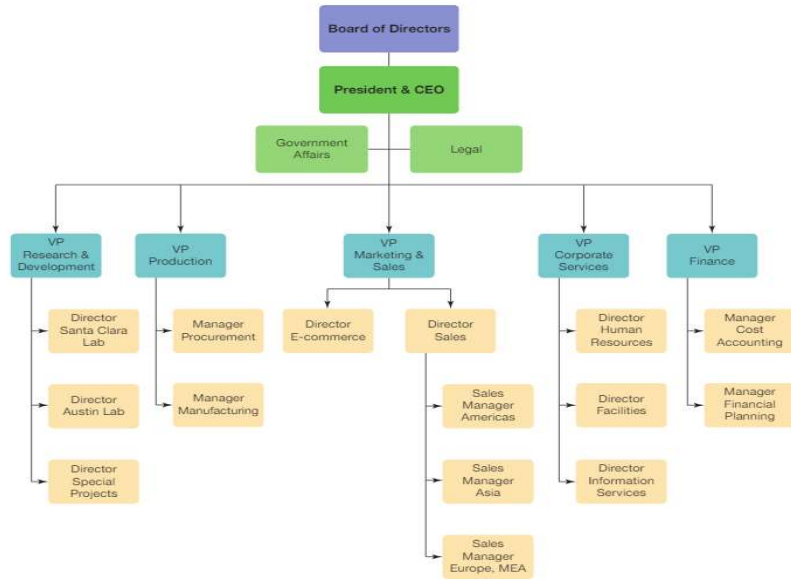 Board of Directors
President & CEO
Government
Affairs
Legal
VP
Research &
Development
VP
Production
VP
Marketing &
Sales
VP
Corporate
Services
VP
Finance
Director
Santa Clara
Lab
Manager
Procurement
Director
E-commerce
Director
Sales
Director
Human
Resources
Manager
Cost
Accounting
Director
Austin Lab
Manager
Manufacturing
Sales
Manager
Americas
Director
Facilities
Manager
Financial
Planning
Director
Special
Projects
Sales
Manager
Asia
Director
Information
Services
Sales
Manager
Europe, MEA